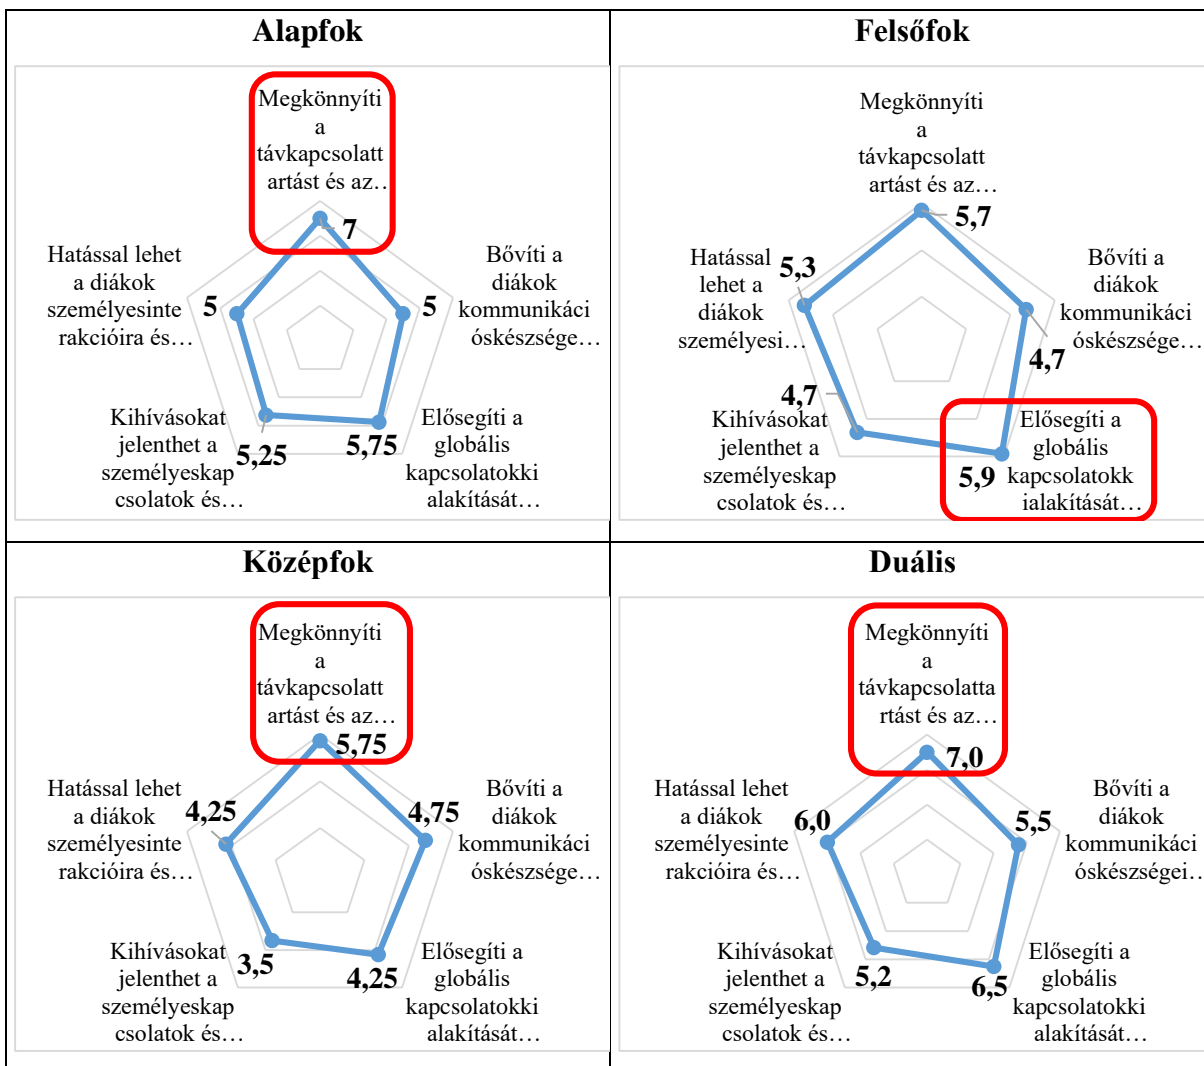 Alapfok
Megkönnyíti
a
távkapcsolatt
artást és az…
7
Hatással lehet
a diákok
személyesinte
rakcióira és…
5
Bővíti a
diákok
kommunikáci
óskészsége…
5
Kihívásokat
jelenthet a
személyeskap
csolatok és…
5,25
Elősegíti a
globális
kapcsolatokki
alakítását…
5,75
Felsőfok
Megkönnyíti
a
távkapcsolatt
artást és az…
5,7
Hatással
lehet a
diákok
személyesi…
5,3
Bővíti a
diákok
kommunikáci
óskészsége…
4,7
Kihívásokat
jelenthet a
személyeskap
csolatok és…
4,7
Elősegíti a
globális
kapcsolatokk
ialakítását…
5,9
Középfok
Megkönnyíti
a
távkapcsolatt
artást és az…
5,75
Hatással lehet
a diákok
személyesinte
rakcióira és…
4,25
Bővíti a
diákok
kommunikáci
óskészsége…
4,75
Kihívásokat
jelenthet a
személyeskap
csolatok és…
3,5
Elősegíti a
globális
kapcsolatokki
alakítását…
4,25
Duális
Megkönnyíti
a
távkapcsolatta
rtást és az…
7,0
Hatással lehet
a diákok
személyesinte
rakcióira és…
6,0
Bővíti a
diákok
kommunikáci
óskészségei…
5,5
Kihívásokat
jelenthet a
személyeskap
csolatok és…
5,2
Elősegíti a
globális
kapcsolatokki
alakítását…
6,5